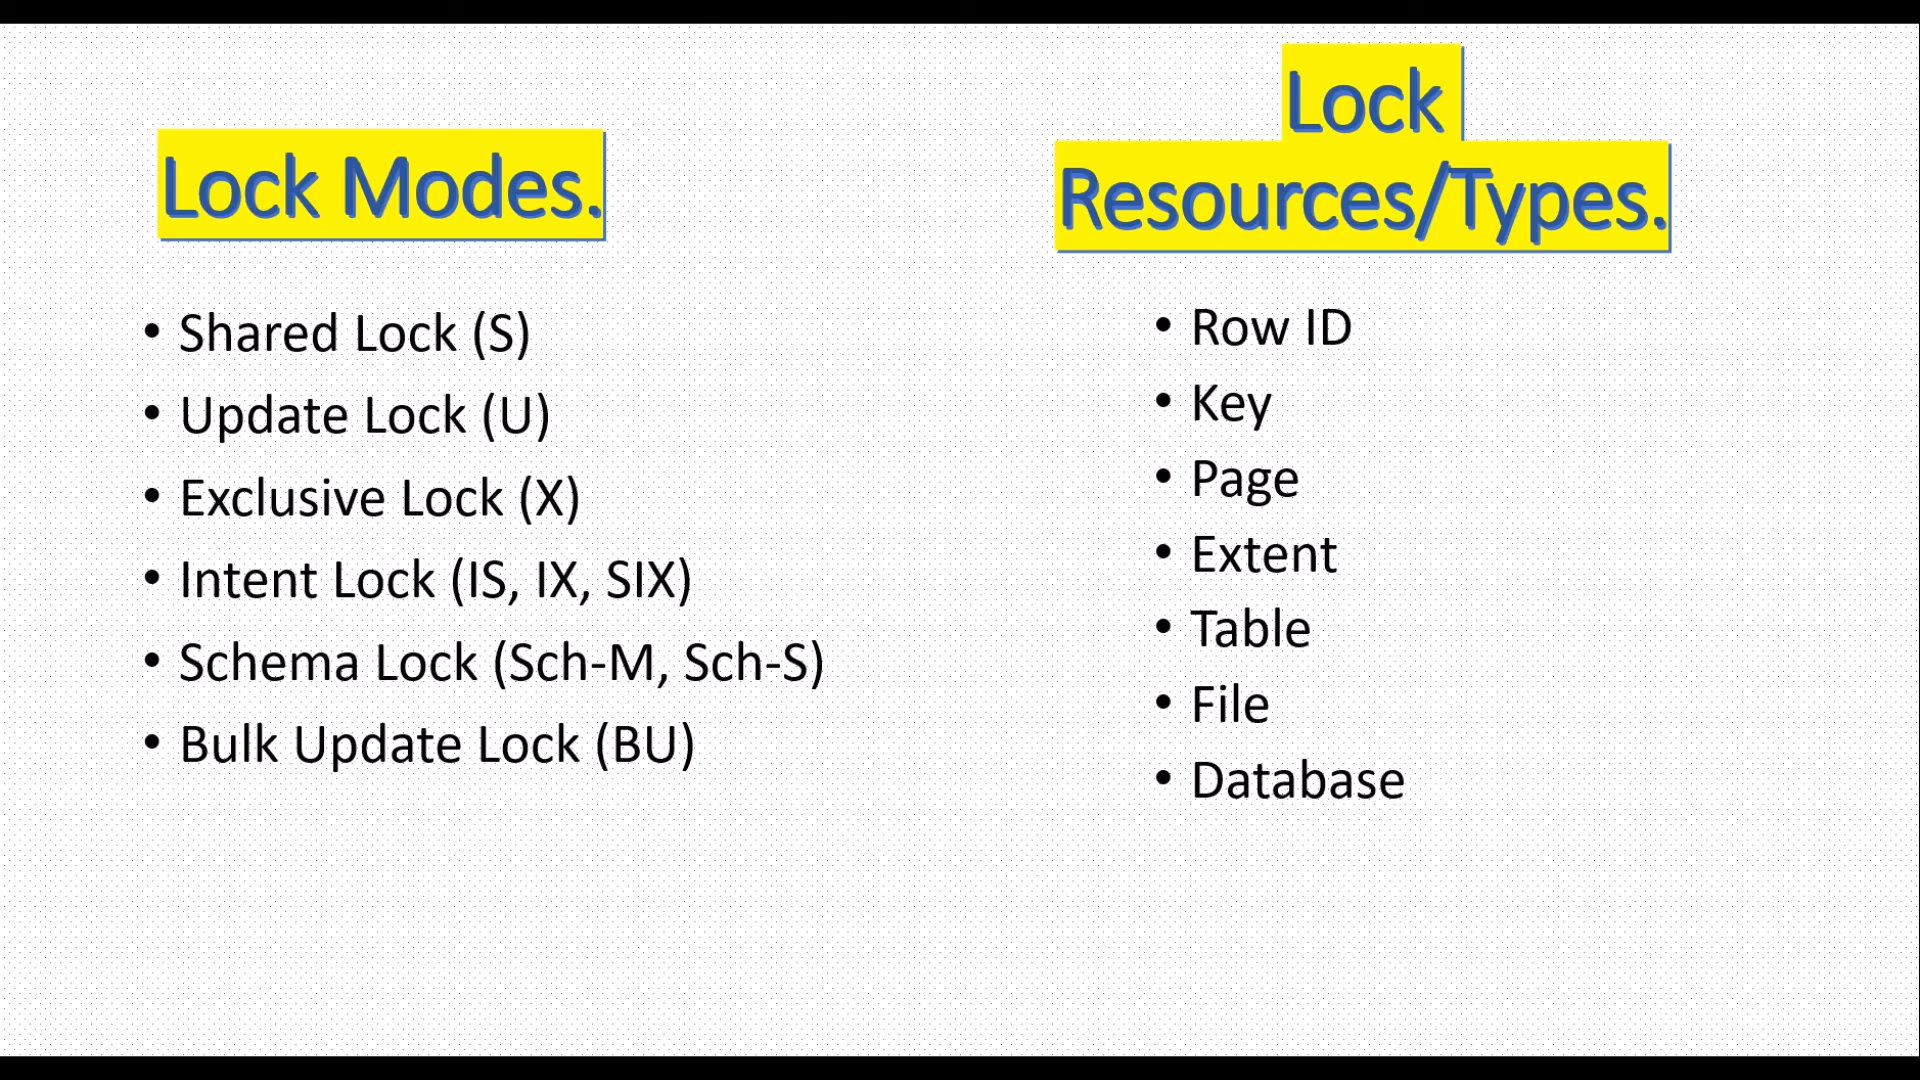 Lock Modes.
• Shared Lock (S)
• Update Lock (U)
• Exclusive Lock (X)
• Intent Lock (IS, IX, SIX)
• Schema Lock (Sch-M, Sch-S)
• Bulk Update Lock (BU)
Lock
Resources/Types.
• Row ID
• Key
• Page
• Extent
• Table
• File
• Database